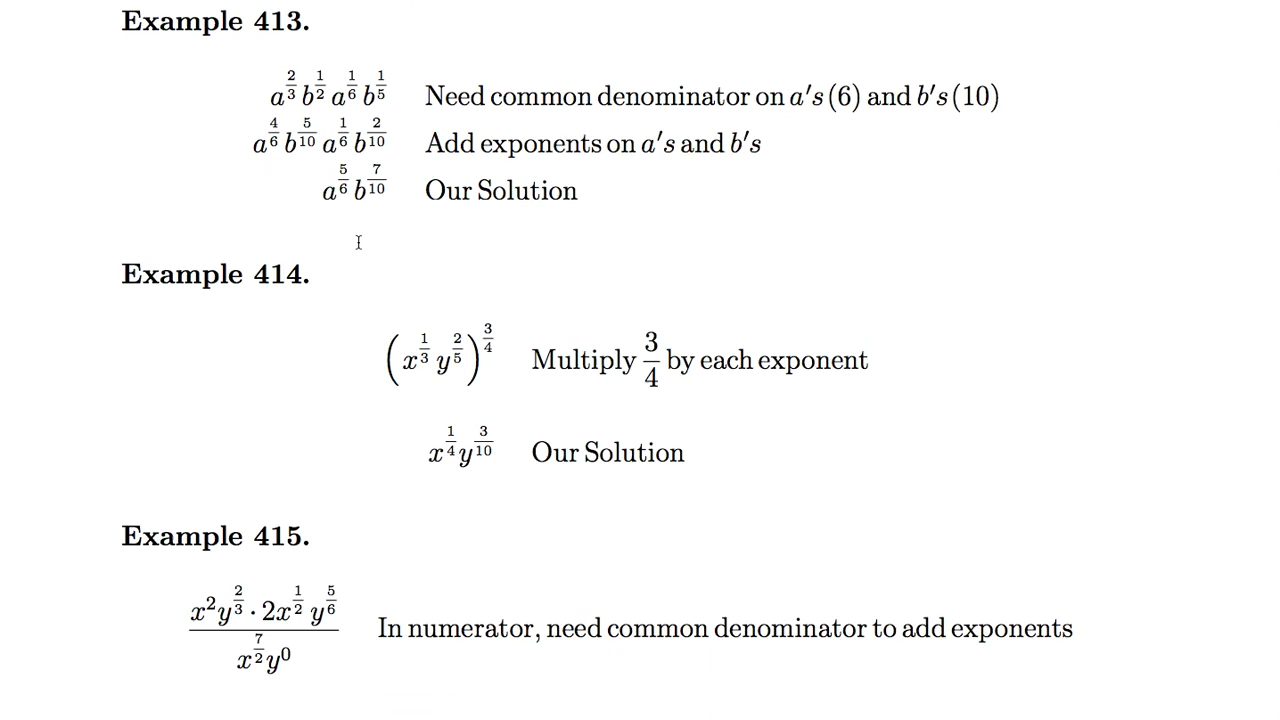 Example 413.
a^{2/3} b^{1/2} a^{1/6} b^{1/5} Need common denominator on a′s (6) and b′s (10)
a^{4/6} b^{5/10} a^{1/6} b^{2/10} Add exponents on a′s and b′s
a^{5/6} b^{7/10} Our Solution
Example 414.
(x^{1/3} y^{2/5})^{3/4} Multiply 3/4 by each exponent
x^{1/4} y^{3/10} Our Solution
Example 415.
\frac{x^2 y^{2/3} · 2x^{1/2} y^{5/6}}{x^{7/2} y^0} In numerator, need common denominator to add exponents